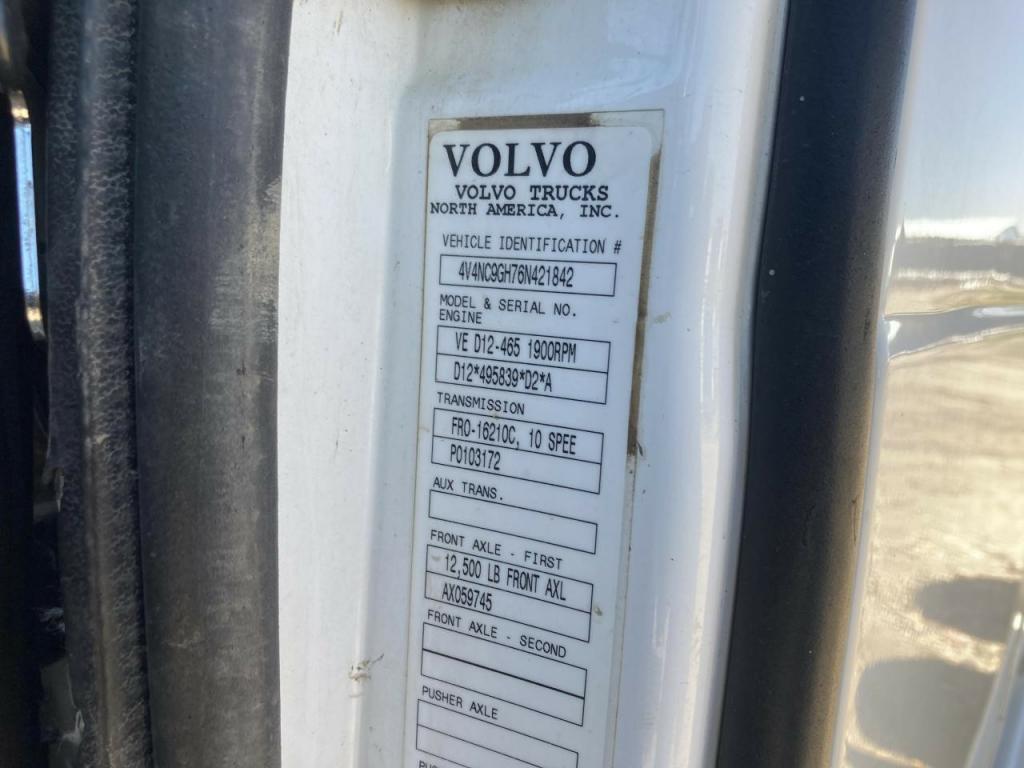 VOLVO
VOLVO TRUCKS
NORTH AMERICA, INC.
VEHICLE IDENTIFICATION #
4V4NC9GH76N421842
MODEL & SERIAL NO.
ENGINE
VE D12-465 1900RPM
D12*495839*D2*A
TRANSMISSION
FRO-16210C, 10 SPEE
P0103172
AUX TRANS.
FRONT AXLE - FIRST
12,500 LB FRONT AXL
AX059745
FRONT AXLE - SECOND
PUSHER AXLE